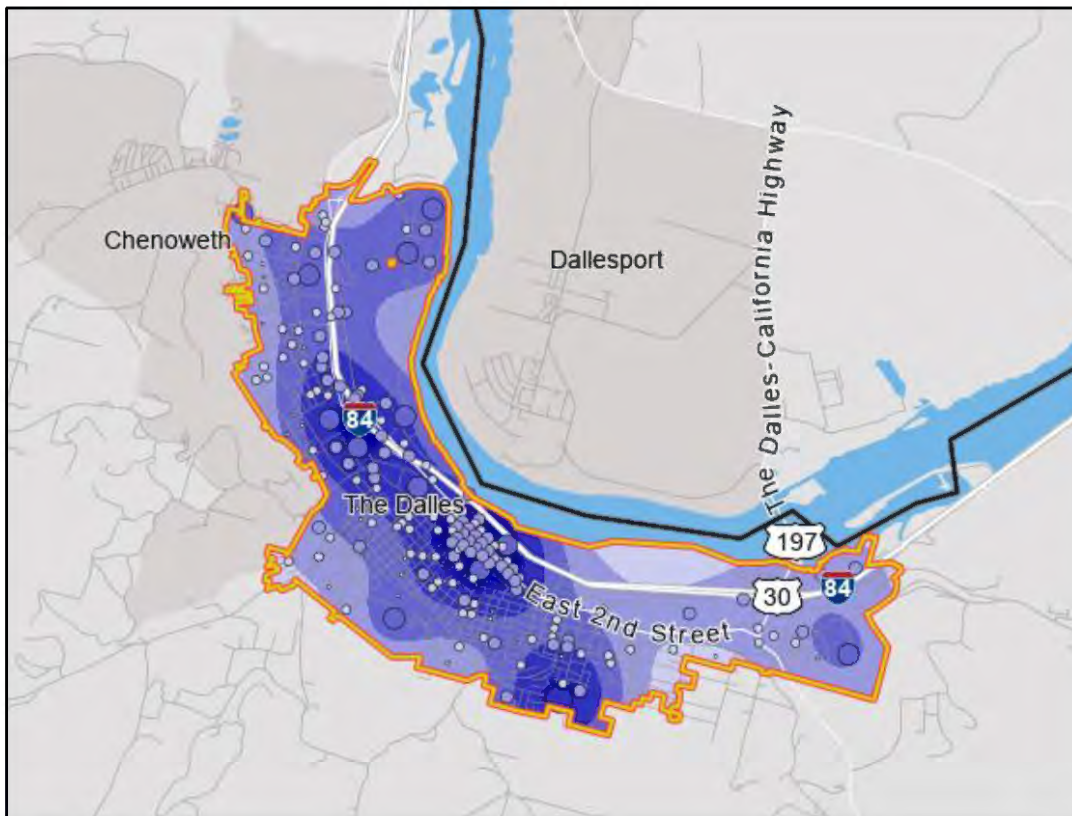 Chenoweth
Dallesport
The Dalles-California Highway
84
The Dalles
197
84
30
East 2nd Street